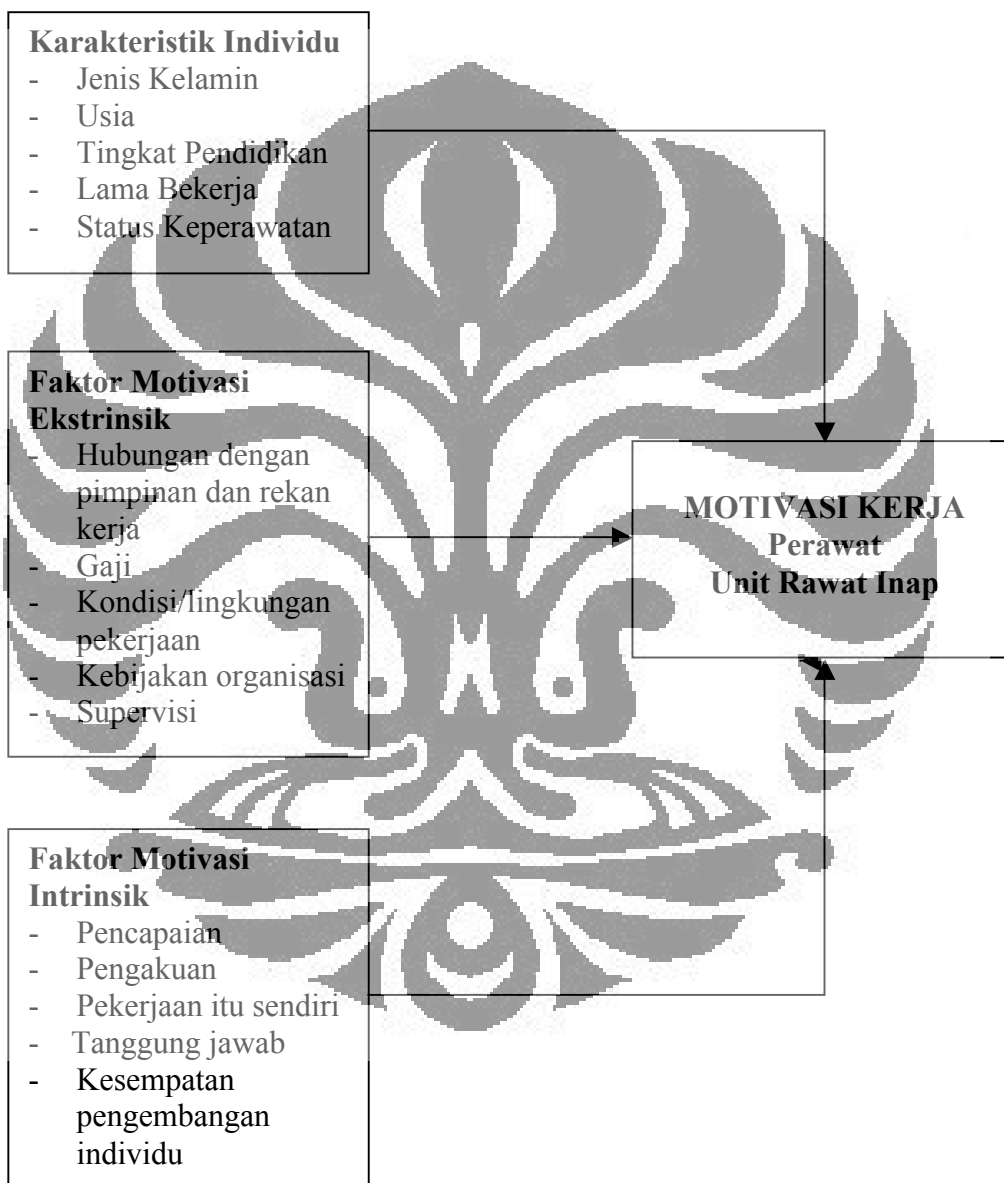 Karakteristik Individu
- Jenis Kelamin
- Usia
- Tingkat Pendidikan
- Lama Bekerja
- Status Keperawatan
Faktor Motivasi
Ekstrinsik
- Hubungan dengan
pimpinan dan rekan
kerja
- Gaji
- Kondisi/lingkungan
pekerjaan
- Kebijakan organisasi
- Supervisi
MOTIVASI KERJA
Perawat
Unit Rawat Inap
Faktor Motivasi
Intrinsik
- Pencapaian
- Pengakuan
- Pekerjaan itu sendiri
- Tanggung jawab
- Kesempatan
pengembangan
individu